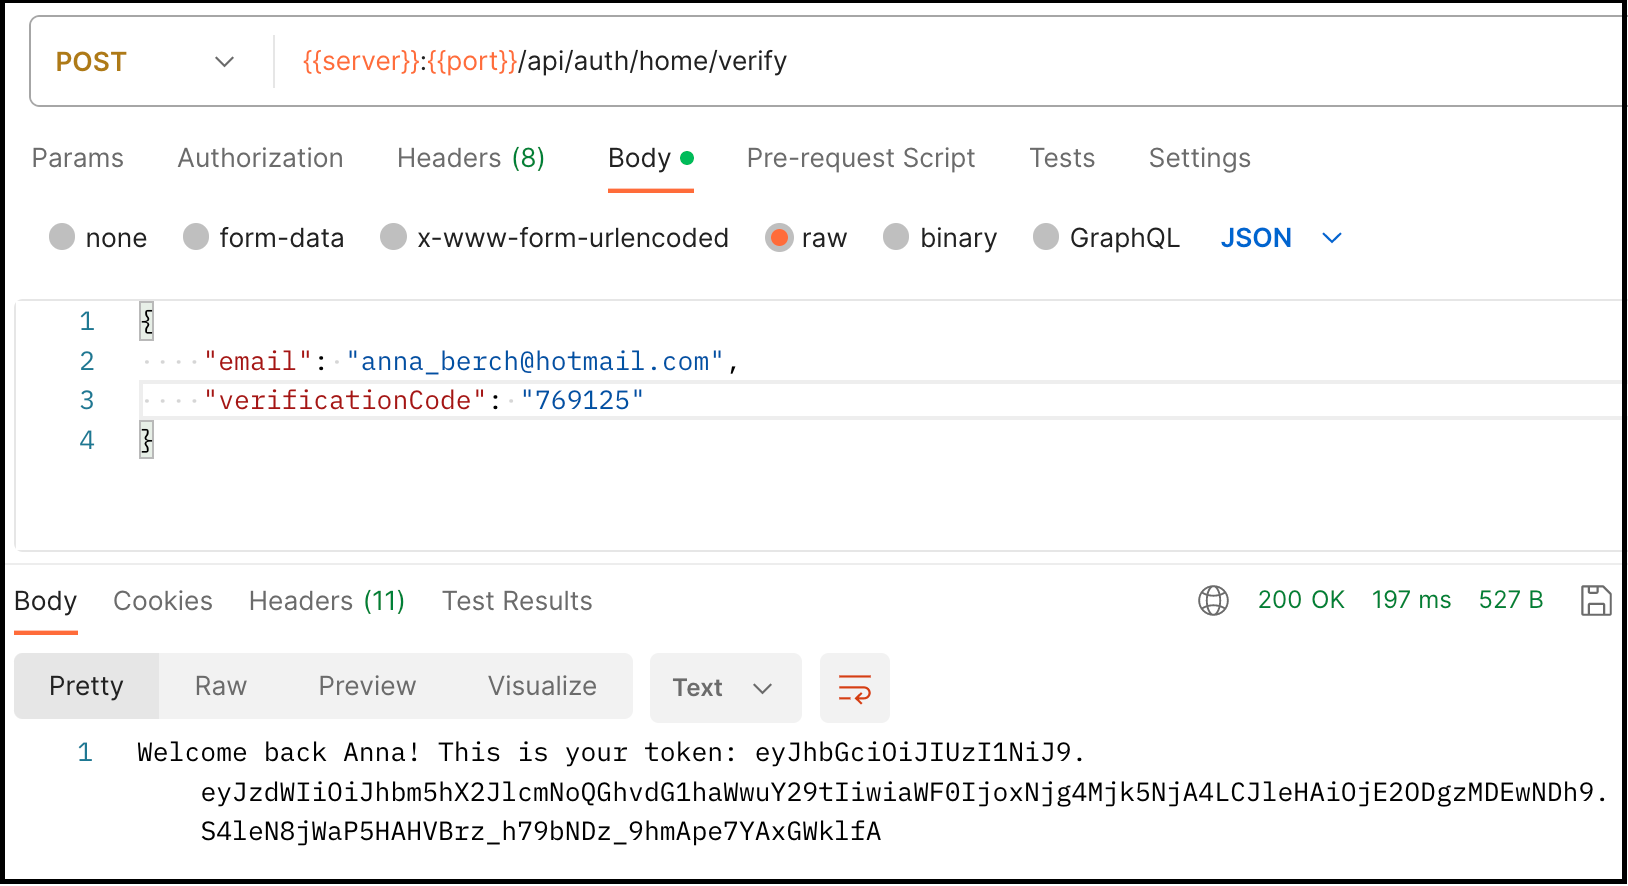 POST {{server}}:{{port}}/api/auth/home/verify
Params Authorization Headers (8) Body Pre-request Script Tests Settings
none form-data x-www-form-urlencoded raw binary GraphQL JSON
1 {
2 "email": "anna_berch@hotmail.com",
3 "verificationCode": "769125"
4 }
Body Cookies Headers (11) Test Results 200 OK 197 ms 527 B
Pretty Raw Preview Visualize Text
1 Welcome back Anna! This is your token: eyJhbGciOiJIUzI1NiJ9.
eyJzdWIiOiJhbm5hX2JlcmNoQGhvdG1haWwuY29tIiwiaWF0IjoxNjg4Mjk5NjA4LCJleHAiOjE2ODgzMDEwNDh9.
S4leN8jWaP5HAHVBrz_h79bNDz_9hmApe7YAxGWklfA